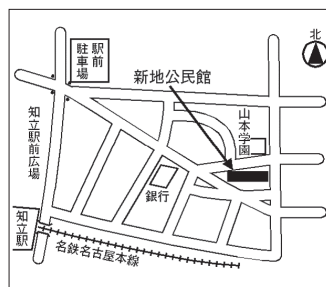 北
駅前
駐車場
新地公民館
山本学園
知立駅前広場
銀行
知立駅
名鉄名古屋本線